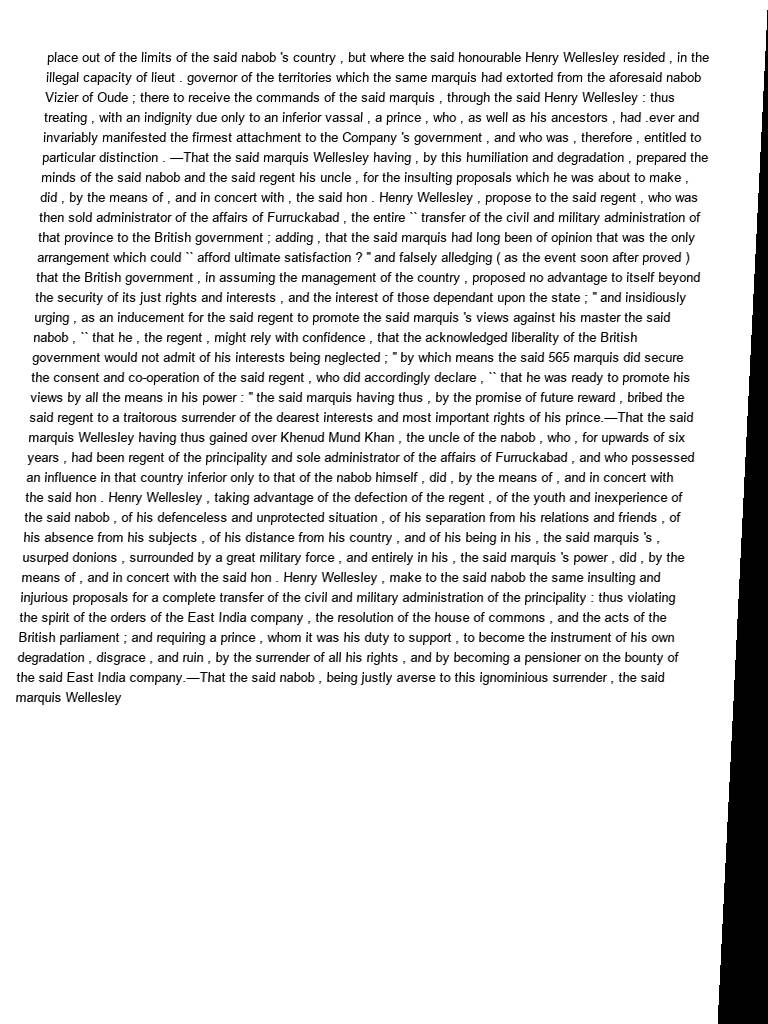 place out of the limits of the said nabob 's country , but where the said honourable Henry Wellesley resided , in the
illegal capacity of lieut . governor of the territories which the same marquis had extorted from the aforesaid nabob
Vizier of Oude ; there to receive the commands of the said marquis , through the said Henry Wellesley : thus
treating , with an indignity due only to an inferior vassal , a prince , who , as well as his ancestors , had .ever and
invariably manifested the firmest attachment to the Company 's government , and who was , therefore , entitled to
particular distinction . —That the said marquis Wellesley having , by this humiliation and degradation , prepared the
minds of the said nabob and the said regent his uncle , for the insulting proposals which he was about to make ,
did , by the means of , and in concert with , the said hon . Henry Wellesley , propose to the said regent , who was
then sold administrator of the affairs of Furruckabad , the entire `` transfer of the civil and military administration of
that province to the British government ; adding , that the said marquis had long been of opinion that was the only
arrangement which could `` afford ultimate satisfaction ? " and falsely alledging ( as the event soon after proved )
that the British government , in assuming the management of the country , proposed no advantage to itself beyond
the security of its just rights and interests , and the interest of those dependant upon the state ; " and insidiously
urging , as an inducement for the said regent to promote the said marquis 's views against his master the said
nabob , `` that he , the regent , might rely with confidence , that the acknowledged liberality of the British
government would not admit of his interests being neglected ; " by which means the said 565 marquis did secure
the consent and co-operation of the said regent , who did accordingly declare , `` that he was ready to promote his
views by all the means in his power : " the said marquis having thus , by the promise of future reward , bribed the
said regent to a traitorous surrender of the dearest interests and most important rights of his prince.—That the said
marquis Wellesley having thus gained over Khenud Mund Khan , the uncle of the nabob , who , for upwards of six
years , had been regent of the principality and sole administrator of the affairs of Furruckabad , and who possessed
an influence in that country inferior only to that of the nabob himself , did , by the means of , and in concert with
the said hon . Henry Wellesley , taking advantage of the defection of the regent , of the youth and inexperience of
the said nabob , of his defenceless and unprotected situation , of his separation from his relations and friends , of
his absence from his subjects , of his distance from his country , and of his being in his , the said marquis 's ,
usurped donions , surrounded by a great military force , and entirely in his , the said marquis 's power , did , by the
means of , and in concert with the said hon . Henry Wellesley , make to the said nabob the same insulting and
injurious proposals for a complete transfer of the civil and military administration of the principality : thus violating
the spirit of the orders of the East India company , the resolution of the house of commons , and the acts of the
British parliament ; and requiring a prince , whom it was his duty to support , to become the instrument of his own
degradation , disgrace , and ruin , by the surrender of all his rights , and by becoming a pensioner on the bounty of
the said East India company.—That the said nabob , being justly averse to this ignominious surrender , the said
marquis Wellesley